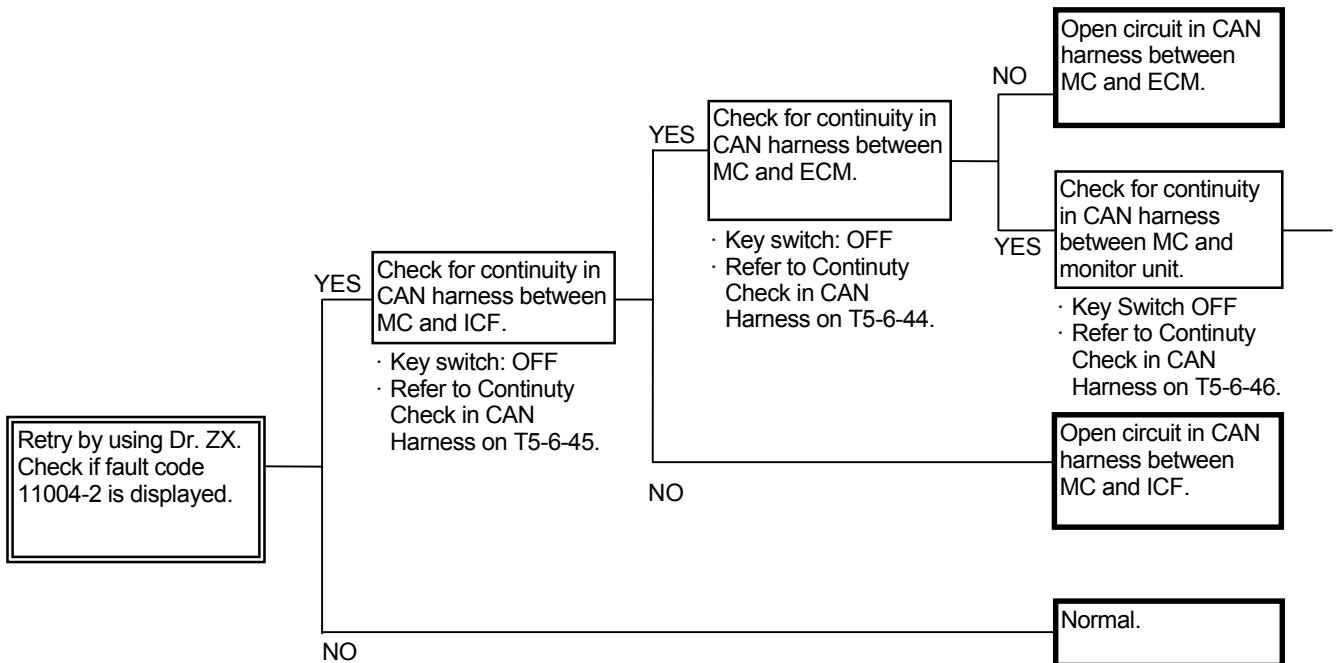 Retry by using Dr. ZX.
Check if fault code
11004-2 is displayed.
YES
Check for continuity in
CAN harness between
MC and ICF.
· Key switch: OFF
· Refer to Continuty
Check in CAN
Harness on T5-6-45.
YES
Check for continuity in
CAN harness between
MC and ECM.
· Key switch: OFF
· Refer to Continuty
Check in CAN
Harness on T5-6-44.
NO
Open circuit in CAN
harness between
MC and ECM.
YES
Check for continuity
in CAN harness
between MC and
monitor unit.
· Key Switch OFF
· Refer to Continuty
Check in CAN
Harness on T5-6-46.
NO
Open circuit in CAN
harness between
MC and ICF.
NO
Normal.